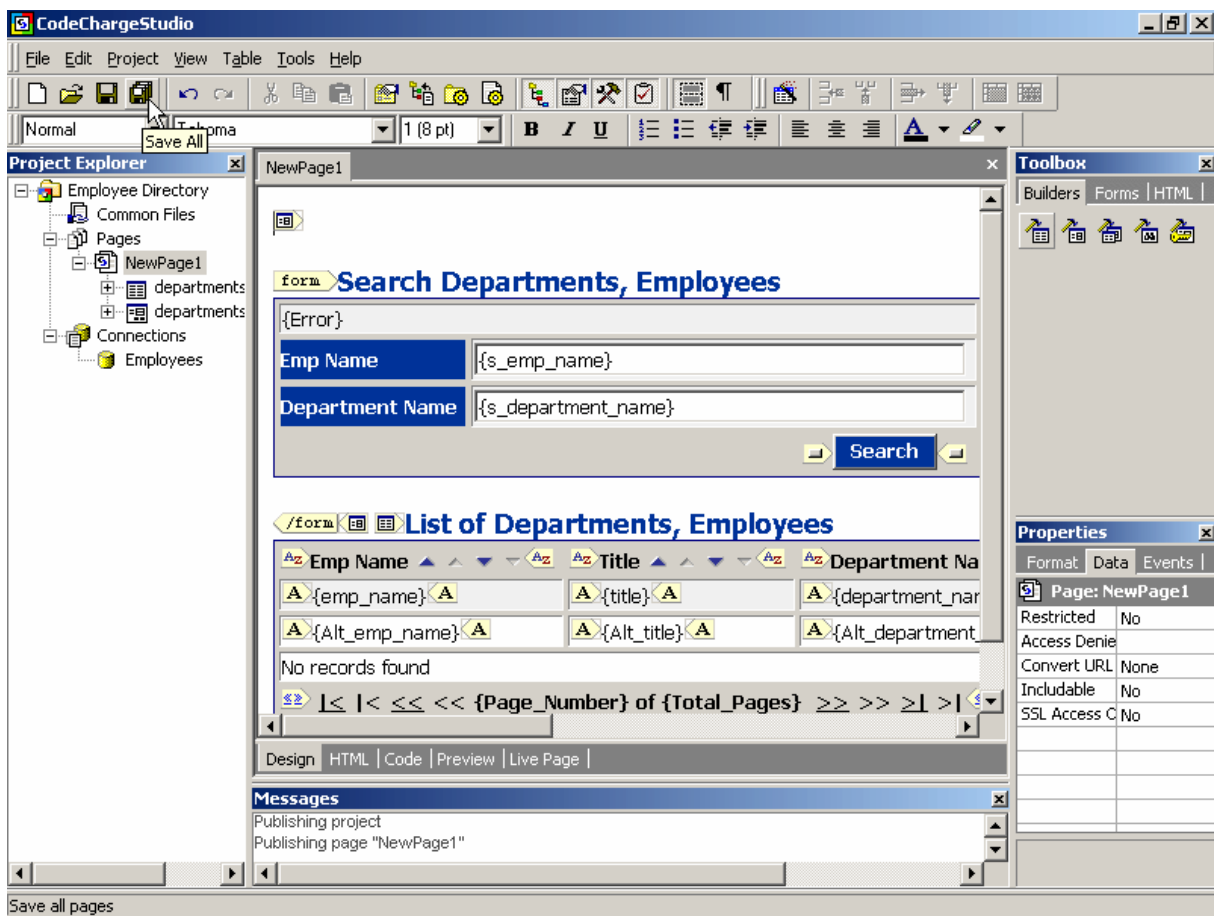 CodeChargeStudio
File Edit Project View Table Tools Help
Normal
1 (8 pt)
B I U
A
Save All
Project Explorer
Employee Directory
Common Files
Pages
NewPage1
departments
departments
Connections
Employees
NewPage1
form Search Departments, Employees
{Error}
Emp Name {s_emp_name}
Department Name {s_department_name}
Search
/form List of Departments, Employees
AZ Emp Name AZ AZ Title AZ AZ Department Na
A {emp_name} A A {title} A A {department_nar
A {Alt_emp_name} A A {Alt_title} A A {Alt_department_
No records found
|< |< << << {Page_Number} of {Total_Pages} >> >> >| >|
Design HTML Code Preview Live Page
Messages
Publishing project
Publishing page "NewPage1"
Toolbox
Builders Forms HTML
Properties
Format Data Events
Page: NewPage1
Restricted No
Access Denie
Convert URL None
Includable No
SSL Access C No
Save all pages